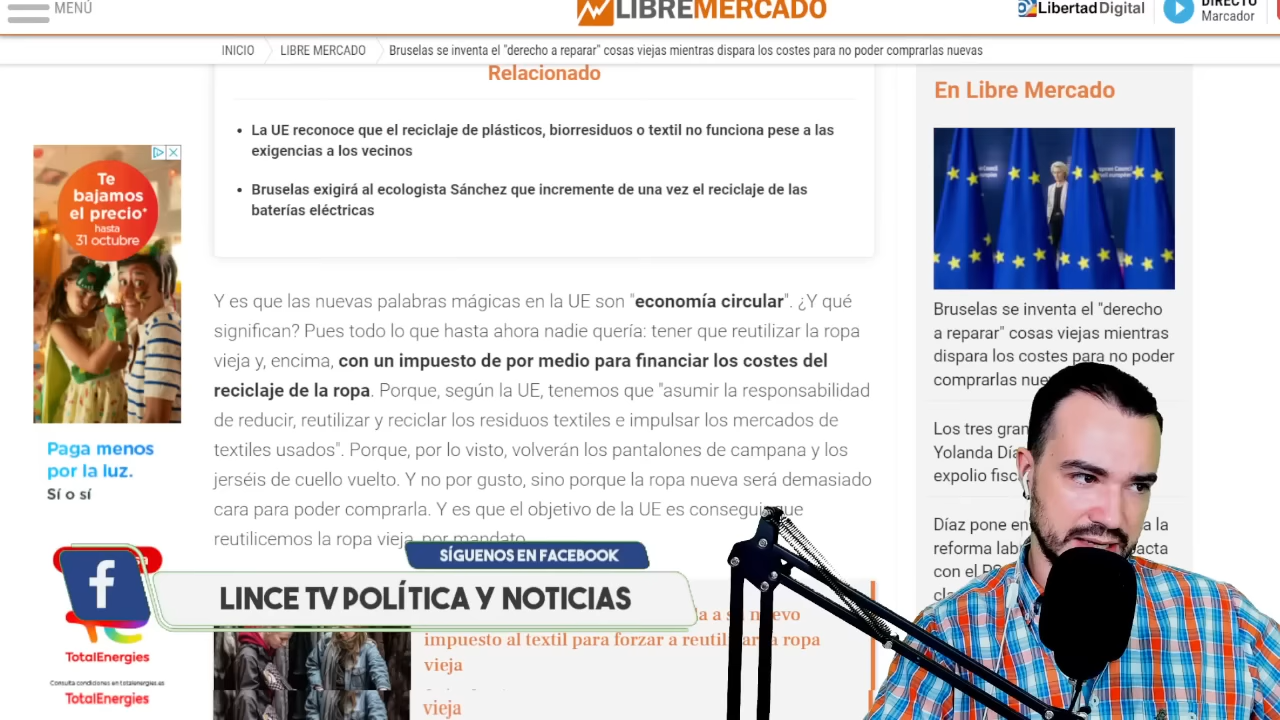 MENÚ
LIBREMERCADO
Libertad Digital
DIRECTO
Marcador
INICIO
LIBRE MERCADO
Bruselas se inventa el "derecho a reparar" cosas viejas mientras dispara los costes para no poder comprarlas nuevas
Relacionado
La UE reconoce que el reciclaje de plásticos, biorresiduos o textil no funciona pese a las
exigencias a los vecinos
Bruselas exigirá al ecologista Sánchez que incremente de una vez el reciclaje de las
baterías eléctricas
Te
bajamos
el precio*
hasta
31 octubre
Paga menos
por la luz.
Sí o sí
TotalEnergies
Consulta condiciones en totalenergies.es
TotalEnergies
Y es que las nuevas palabras mágicas en la UE son "economía circular". ¿Y qué
significan? Pues todo lo que hasta ahora nadie quería: tener que reutilizar la ropa
vieja y, encima, con un impuesto de por medio para financiar los costes del
reciclaje de la ropa. Porque, según la UE, tenemos que "asumir la responsabilidad
de reducir, reutilizar y reciclar los residuos textiles e impulsar los mercados de
textiles usados". Porque, por lo visto, volverán los pantalones de campana y los
jerséis de cuello vuelto. Y no por gusto, sino porque la ropa nueva será demasiado
cara para poder comprarla. Y es que el objetivo de la UE es conseguir que
reutilicemos la ropa vieja, por mandato.
SÍGUENOS EN FACEBOOK
LINCE TV POLÍTICA Y NOTICIAS
a su nuevo
impuesto al textil para forzar a reutilizar la ropa
vieja
vieja
En Libre Mercado
Bruselas se inventa el "derecho
a reparar" cosas viejas mientras
dispara los costes para no poder
comprarlas
Los tres
Yolanda
expolio
Díaz pone la
reforma
con el